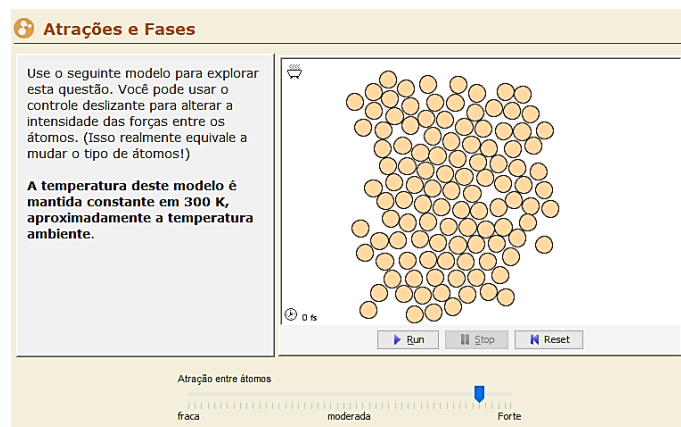 Atrações e Fases
Use o seguinte modelo para explorar
esta questão. Você pode usar o
controle deslizante para alterar a
intensidade das forças entre os
átomos. (Isso realmente equivale a
mudar o tipo de átomos!)
A temperatura deste modelo é
mantida constante em 300 K,
aproximadamente a temperatura
ambiente.
0 fs
Run Stop Reset
Atração entre átomos
fraca moderada Forte